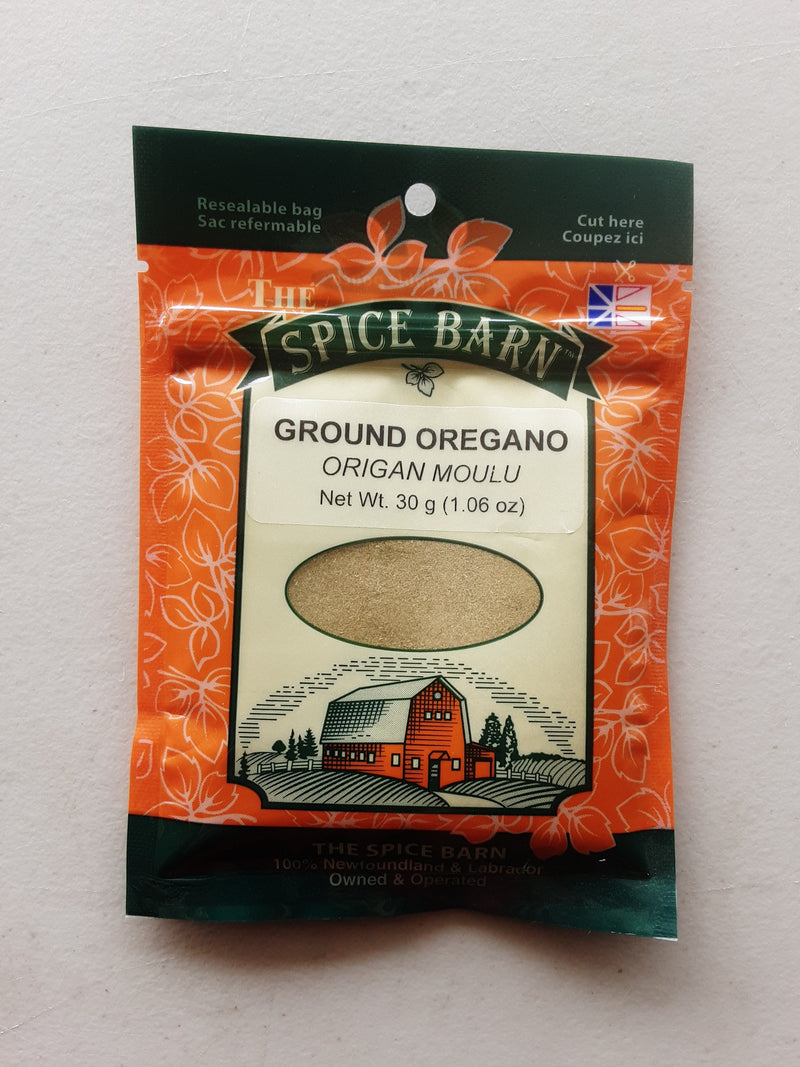 Resealable bag
Sac refermable
Cut here
Coupez ici
THE
SPICE BARN™
GROUND OREGANO
ORIGAN MOULU
Net Wt. 30 g (1.06 oz)
THE SPICE BARN
100% Newfoundland & Labrador
Owned & Operated